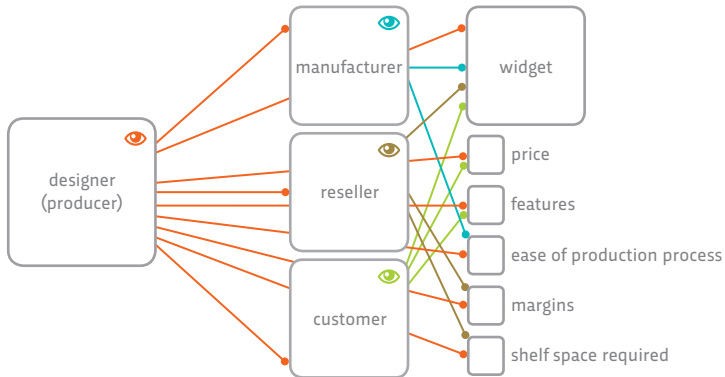 designer
(producer)
manufacturer
reseller
customer
widget
price
features
ease of production process
margins
shelf space required